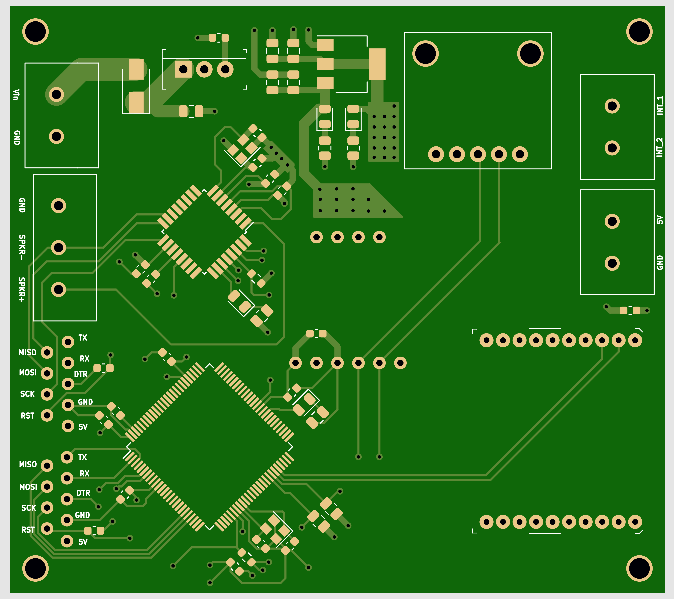 Vin
GND
GND
SPKR-
SPKR+
INT_1
INT_2
5V
GND
TX
MISO
RX
MOSI
DTR
SCK
GND
RST
5V
TX
MISO
RX
MOSI
DTR
SCK
GND
RST
5V